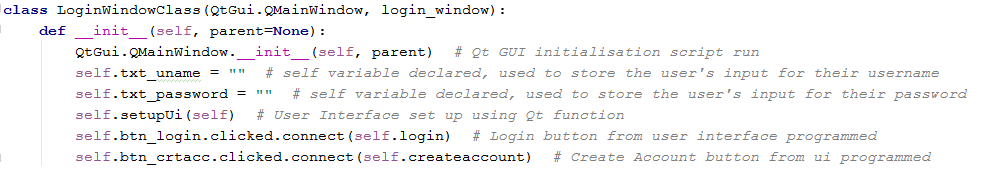 class LoginWindowClass(QtGui.QMainWindow, login_window):
    def __init__(self, parent=None):
        QtGui.QMainWindow.__init__(self, parent)  # Qt GUI initialisation script run
        self.txt_uname = ""  # self variable declared, used to store the user's input for their username
        self.txt_password = ""  # self variable declared, used to store the user's input for their password
        self.setupUi(self)  # User Interface set up using Qt function
        self.btn_login.clicked.connect(self.login)  # Login button from user interface programmed
        self.btn_crtacc.clicked.connect(self.createaccount)  # Create Account button from ui programmed